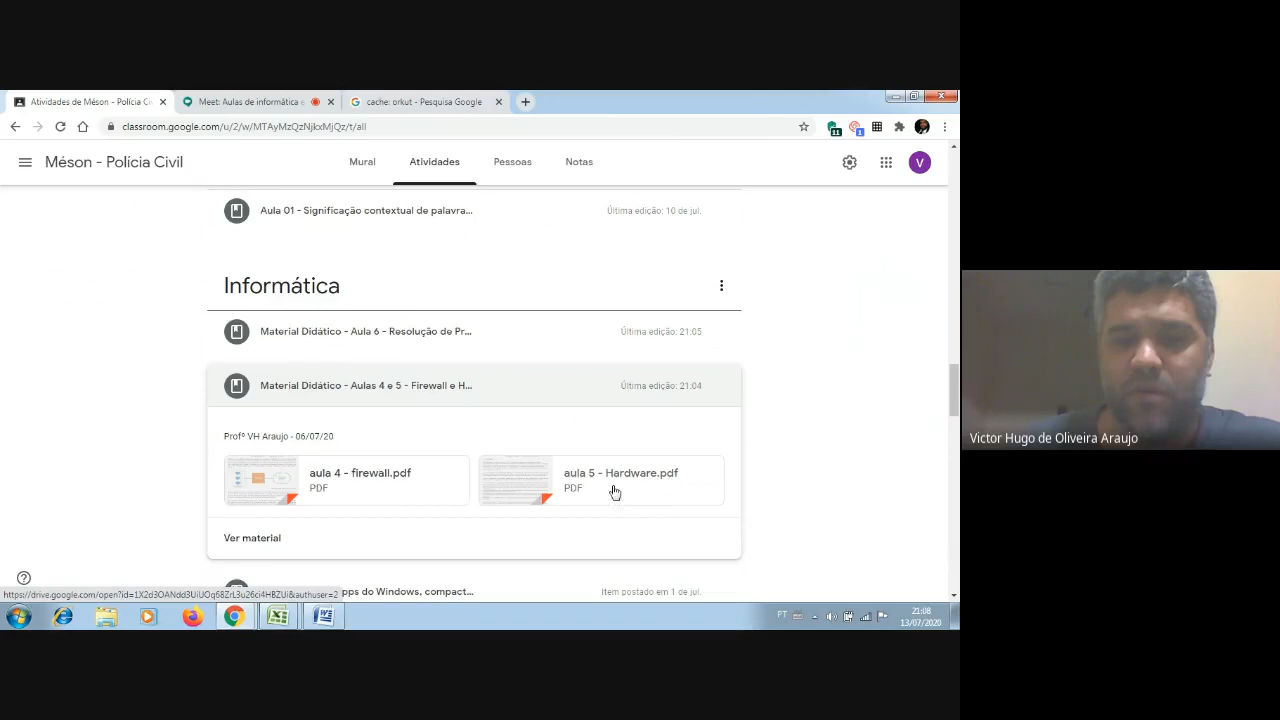 Atividades de Méson - Polícia Ci
Meet: Aulas de informática e
cache: orkut - Pesquisa Google
classroom.google.com/u/2/w/MTAyMzQzNjkxMjQz/t/all
11
1
Méson - Polícia Civil
Mural
Atividades
Pessoas
Notas
V
Aula 01 - Significação contextual de palavra...
Última edição: 10 de jul.
Informática
Material Didático - Aula 6 - Resolução de Pr...
Última edição: 21:05
Material Didático - Aulas 4 e 5 - Firewall e H...
Última edição: 21:04
Profº VH Araujo - 06/07/20
aula 4 - firewall.pdf
PDF
aula 5 - Hardware.pdf
PDF
Ver material
pps do Windows, compact...
Item postado em 1 de jul.
PT
21:08
13/07/2020
Victor Hugo de Oliveira Araujo